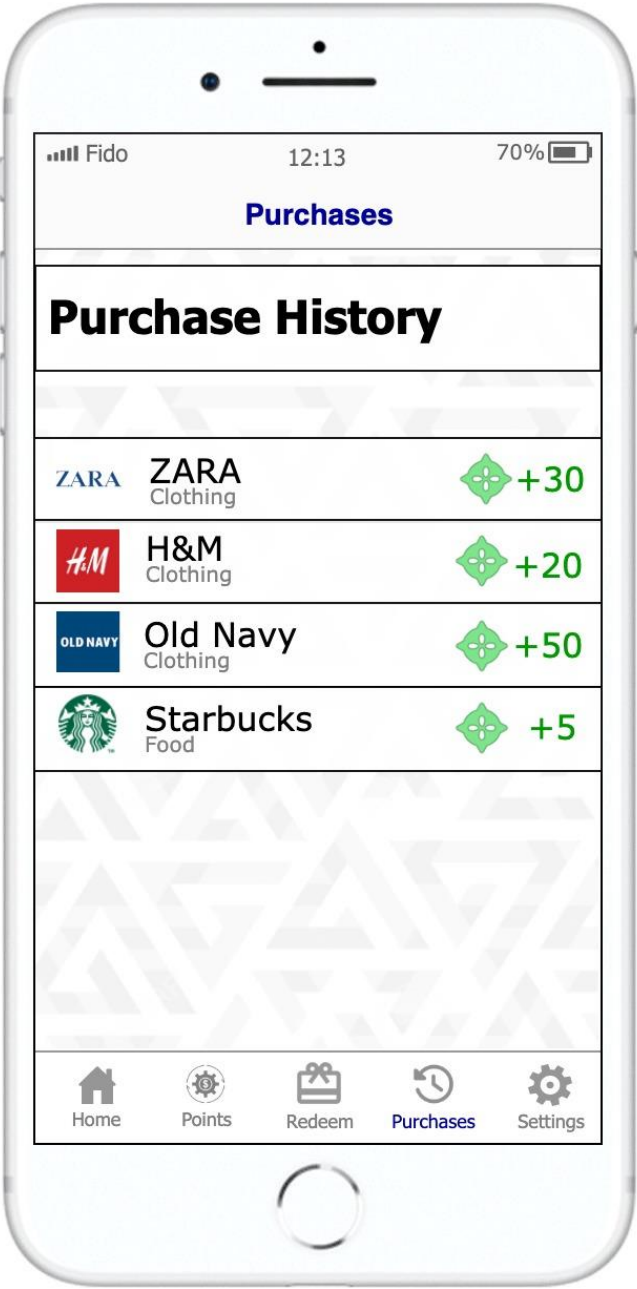 Fido 12:13 70%
Purchases
Purchase History
ZARA ZARA +30
Clothing
H&M H&M +20
Clothing
OLD NAVY Old Navy +50
Clothing
Starbucks +5
Food
Home Points Redeem Purchases Settings